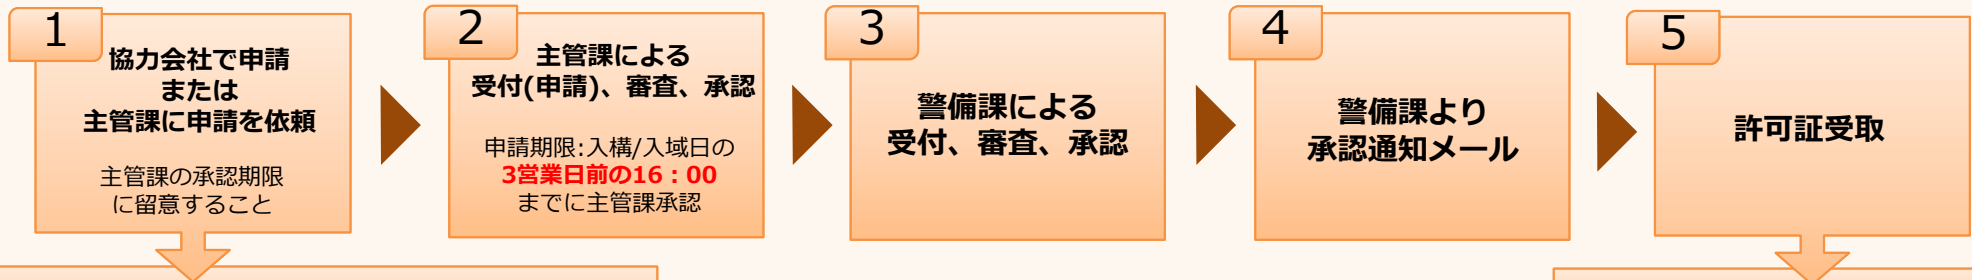 1
協力会社で申請
または
主管課に申請を依頼
主管課の承認期限
に留意すること
2
主管課による
受付(申請)、審査、承認
申請期限:入構/入域日の
3営業日前の16：00
までに主管課承認
3
警備課による
受付、審査、承認
4
警備課より
承認通知メール
5
許可証受取